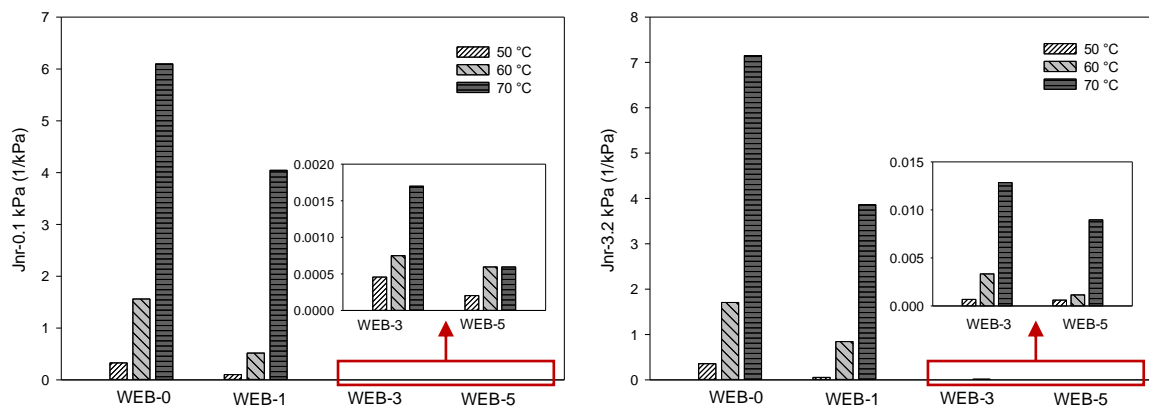 7
6
5
4
3
2
1
0
Jnr-0.1 kPa (1/kPa)
50 °C
60 °C
70 °C
0.0020
0.0015
0.0010
0.0005
0.0000
WEB-3 WEB-5
WEB-0 WEB-1 WEB-3 WEB-5
8
7
6
5
4
3
2
1
0
Jnr-3.2 kPa (1/kPa)
50 °C
60 °C
70 °C
0.015
0.010
0.005
0.000
WEB-3 WEB-5
WEB-0 WEB-1 WEB-3 WEB-5